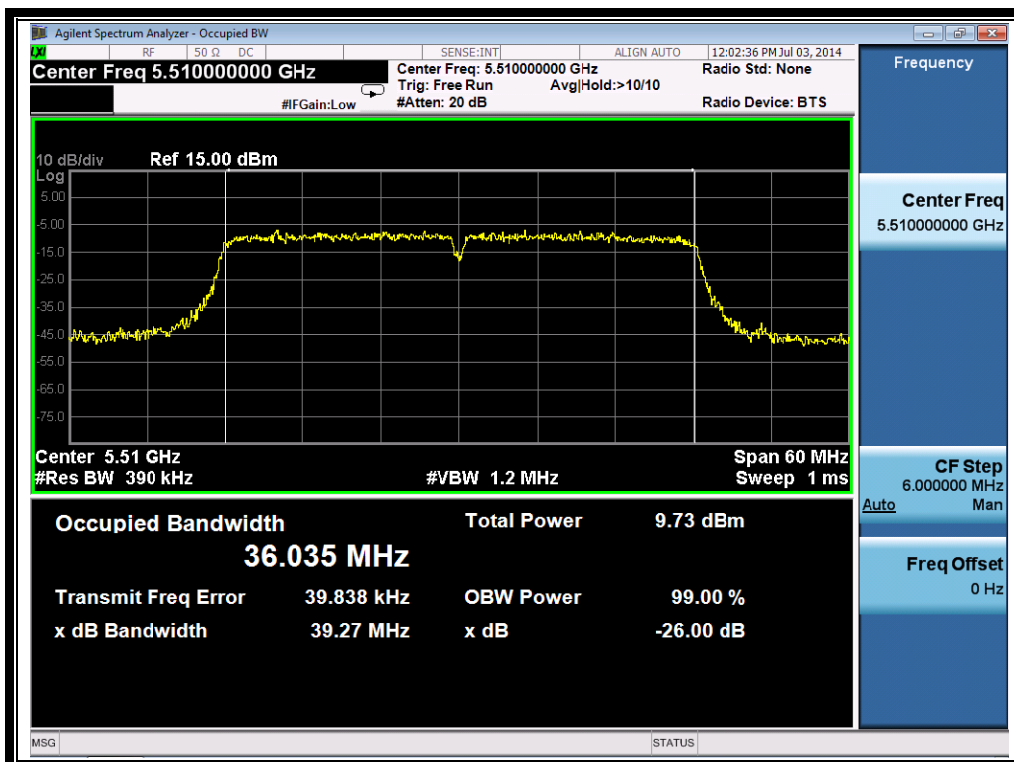 Agilent Spectrum Analyzer - Occupied BW
LXI RF 50 Ω DC SENSE:INT ALIGN AUTO 12:02:36 PM Jul 03, 2014
Center Freq 5.510000000 GHz
#IFGain:Low
Center Freq: 5.510000000 GHz
Trig: Free Run Avg|Hold:>10/10
#Atten: 20 dB
Radio Std: None
Radio Device: BTS
10 dB/div Ref 15.00 dBm
Log
5.00
-5.00
-15.0
-25.0
-35.0
-45.0
-55.0
-65.0
-75.0
Center 5.51 GHz Span 60 MHz
#Res BW 390 kHz #VBW 1.2 MHz Sweep 1 ms
Occupied Bandwidth Total Power 9.73 dBm
36.035 MHz
Transmit Freq Error 39.838 kHz OBW Power 99.00 %
x dB Bandwidth 39.27 MHz x dB -26.00 dB
Frequency
Center Freq
5.510000000 GHz
CF Step
6.000000 MHz
Auto Man
Freq Offset
0 Hz
MSG STATUS